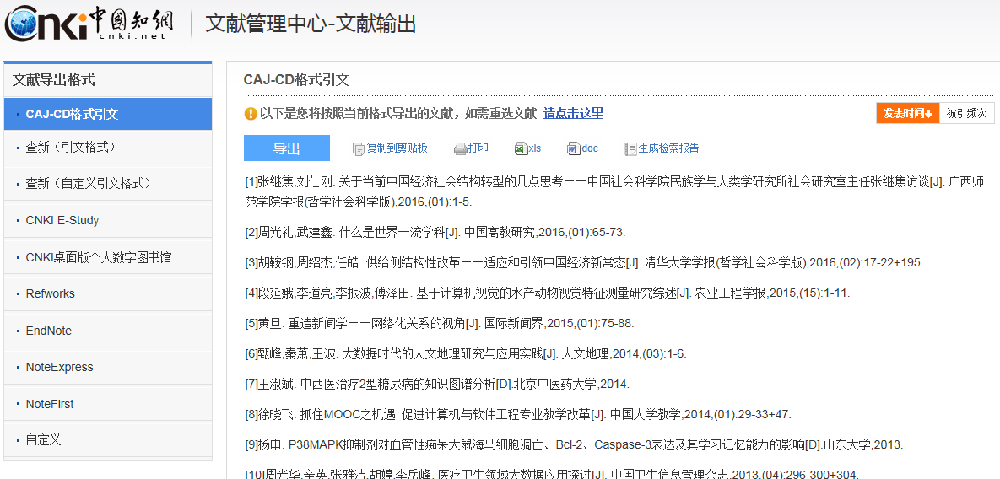 Cnki中國知網
cnki.net
文献管理中心-文献输出
文献导出格式
CAJ-CD格式引文
查新（引文格式）
查新（自定义引文格式）
CNKI E-Study
CNKI桌面版个人数字图书馆
Refworks
EndNote
NoteExpress
NoteFirst
自定义
CAJ-CD格式引文
以下是您将按照当前格式导出的文献，如需重选文献 请点击这里
发表时间 被引频次
导出 复制到剪贴板 打印 xls doc 生成检索报告
[1]张继焦,刘仕刚. 关于当前中国经济社会结构转型的几点思考——中国社会科学院民族学与人类学研究所社会研究室主任张继焦访谈[J]. 广西师
范学院学报(哲学社会科学版),2016,(01):1-5.
[2]周光礼,武建鑫. 什么是世界一流学科[J]. 中国高教研究,2016,(01):65-73.
[3]胡鞍钢,周绍杰,任皓. 供给侧结构性改革——适应和引领中国经济新常态[J]. 清华大学学报(哲学社会科学版),2016,(02):17-22+195.
[4]段延娥,李道亮,李振波,傅泽田. 基于计算机视觉的水产动物视觉特征测量研究综述[J]. 农业工程学报,2015,(15):1-11.
[5]黄旦. 重造新闻学——网络化关系的视角[J]. 国际新闻界,2015,(01):75-88.
[6]甄峰,秦萧,王波. 大数据时代的人文地理研究与应用实践[J]. 人文地理,2014,(03):1-6.
[7]王淑斌. 中西医治疗2型糖尿病的知识图谱分析[D].北京中医药大学,2014.
[8]徐晓飞. 抓住MOOC之机遇 促进计算机与软件工程专业教学改革[J]. 中国大学教学,2014,(01):29-33+47.
[9]杨申. P38MAPK抑制剂对血管性痴呆大鼠海马细胞凋亡、Bcl-2、Caspase-3表达及其学习记忆能力的影响[D].山东大学,2013.
[10]周光华,辛英,张雅洁,胡婷,李岳峰. 医疗卫生领域大数据应用探讨[J]. 中国卫生信息管理杂志,2013,(04):296-300+304.